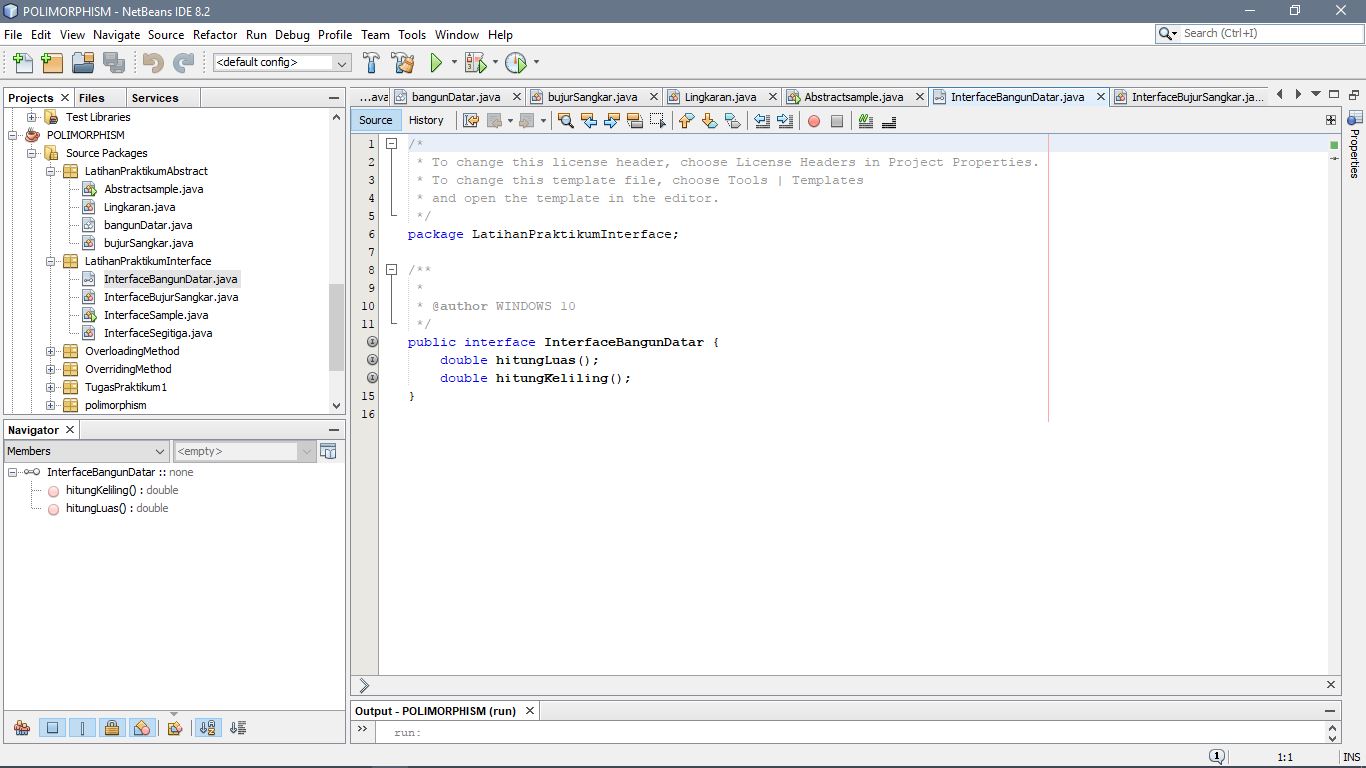 POLIMORPHISM - NetBeans IDE 8.2
File Edit View Navigate Source Refactor Run Debug Profile Team Tools Window Help
Search (Ctrl+I)
<default config>
Projects Files Services
Test Libraries
POLIMORPHISM
Source Packages
LatihanPraktikumAbstract
Abstractsample.java
Lingkaran.java
bangunDatar.java
bujurSangkar.java
LatihanPraktikumInterface
InterfaceBangunDatar.java
InterfaceBujurSangkar.java
InterfaceSample.java
InterfaceSegitiga.java
OverloadingMethod
OverridingMethod
TugasPraktikum1
polimorphism
Navigator
Members <empty>
InterfaceBangunDatar :: none
hitungKeliling() : double
hitungLuas() : double
...ava bangunDatar.java bujurSangkar.java Lingkaran.java Abstractsample.java InterfaceBangunDatar.java InterfaceBujurSangkar.ja...
Source History
1 /*
2 * To change this license header, choose License Headers in Project Properties.
3 * To change this template file, choose Tools | Templates
4 * and open the template in the editor.
5 */
6 package LatihanPraktikumInterface;
7
8 /**
9 *
10 * @author WINDOWS 10
11 */
public interface InterfaceBangunDatar {
double hitungLuas();
double hitungKeliling();
15 }
16
Properties
Output - POLIMORPHISM (run)
run:
1 1:1 INS